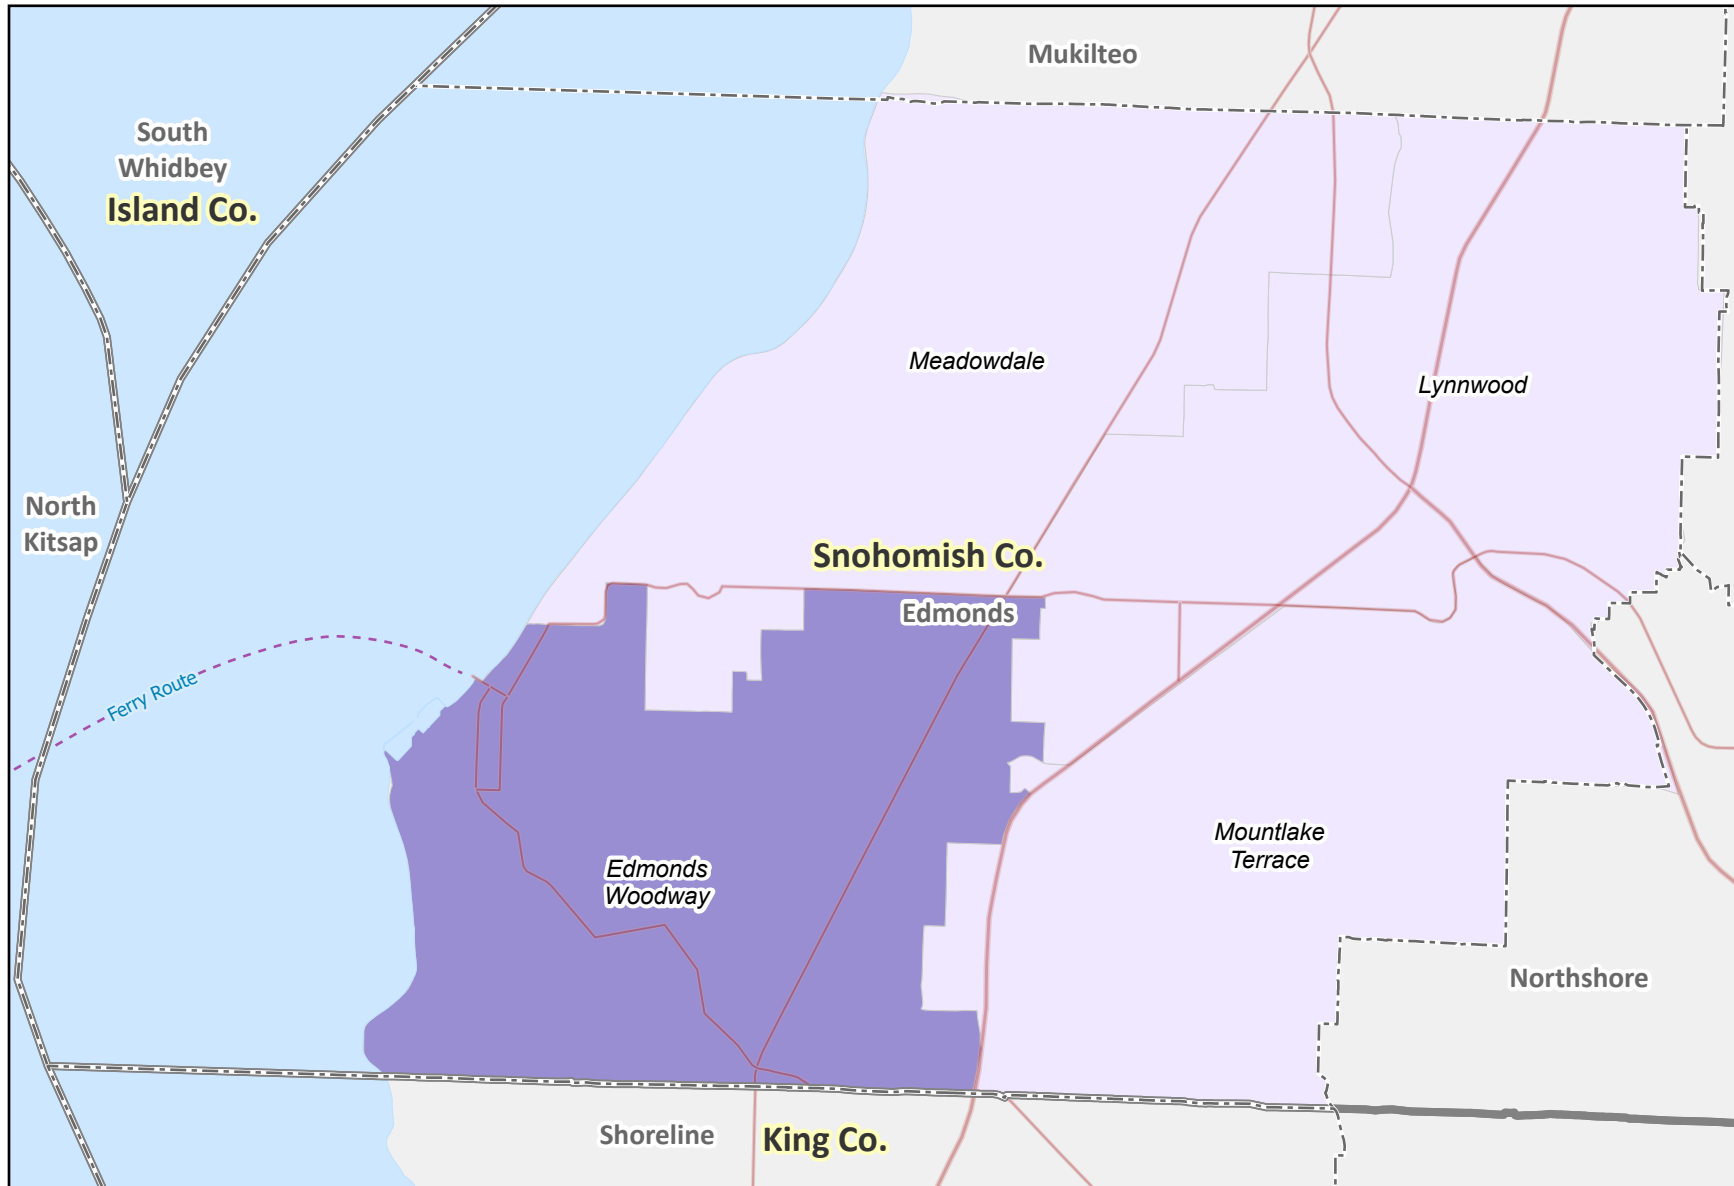 Mukilteo
South
Whidbey
Island Co.
Meadowdale
Lynnwood
North
Kitsap
Snohomish Co.
Edmonds
Ferry Route
Mountlake
Terrace
Edmonds
Woodway
Northshore
Shoreline
King Co.